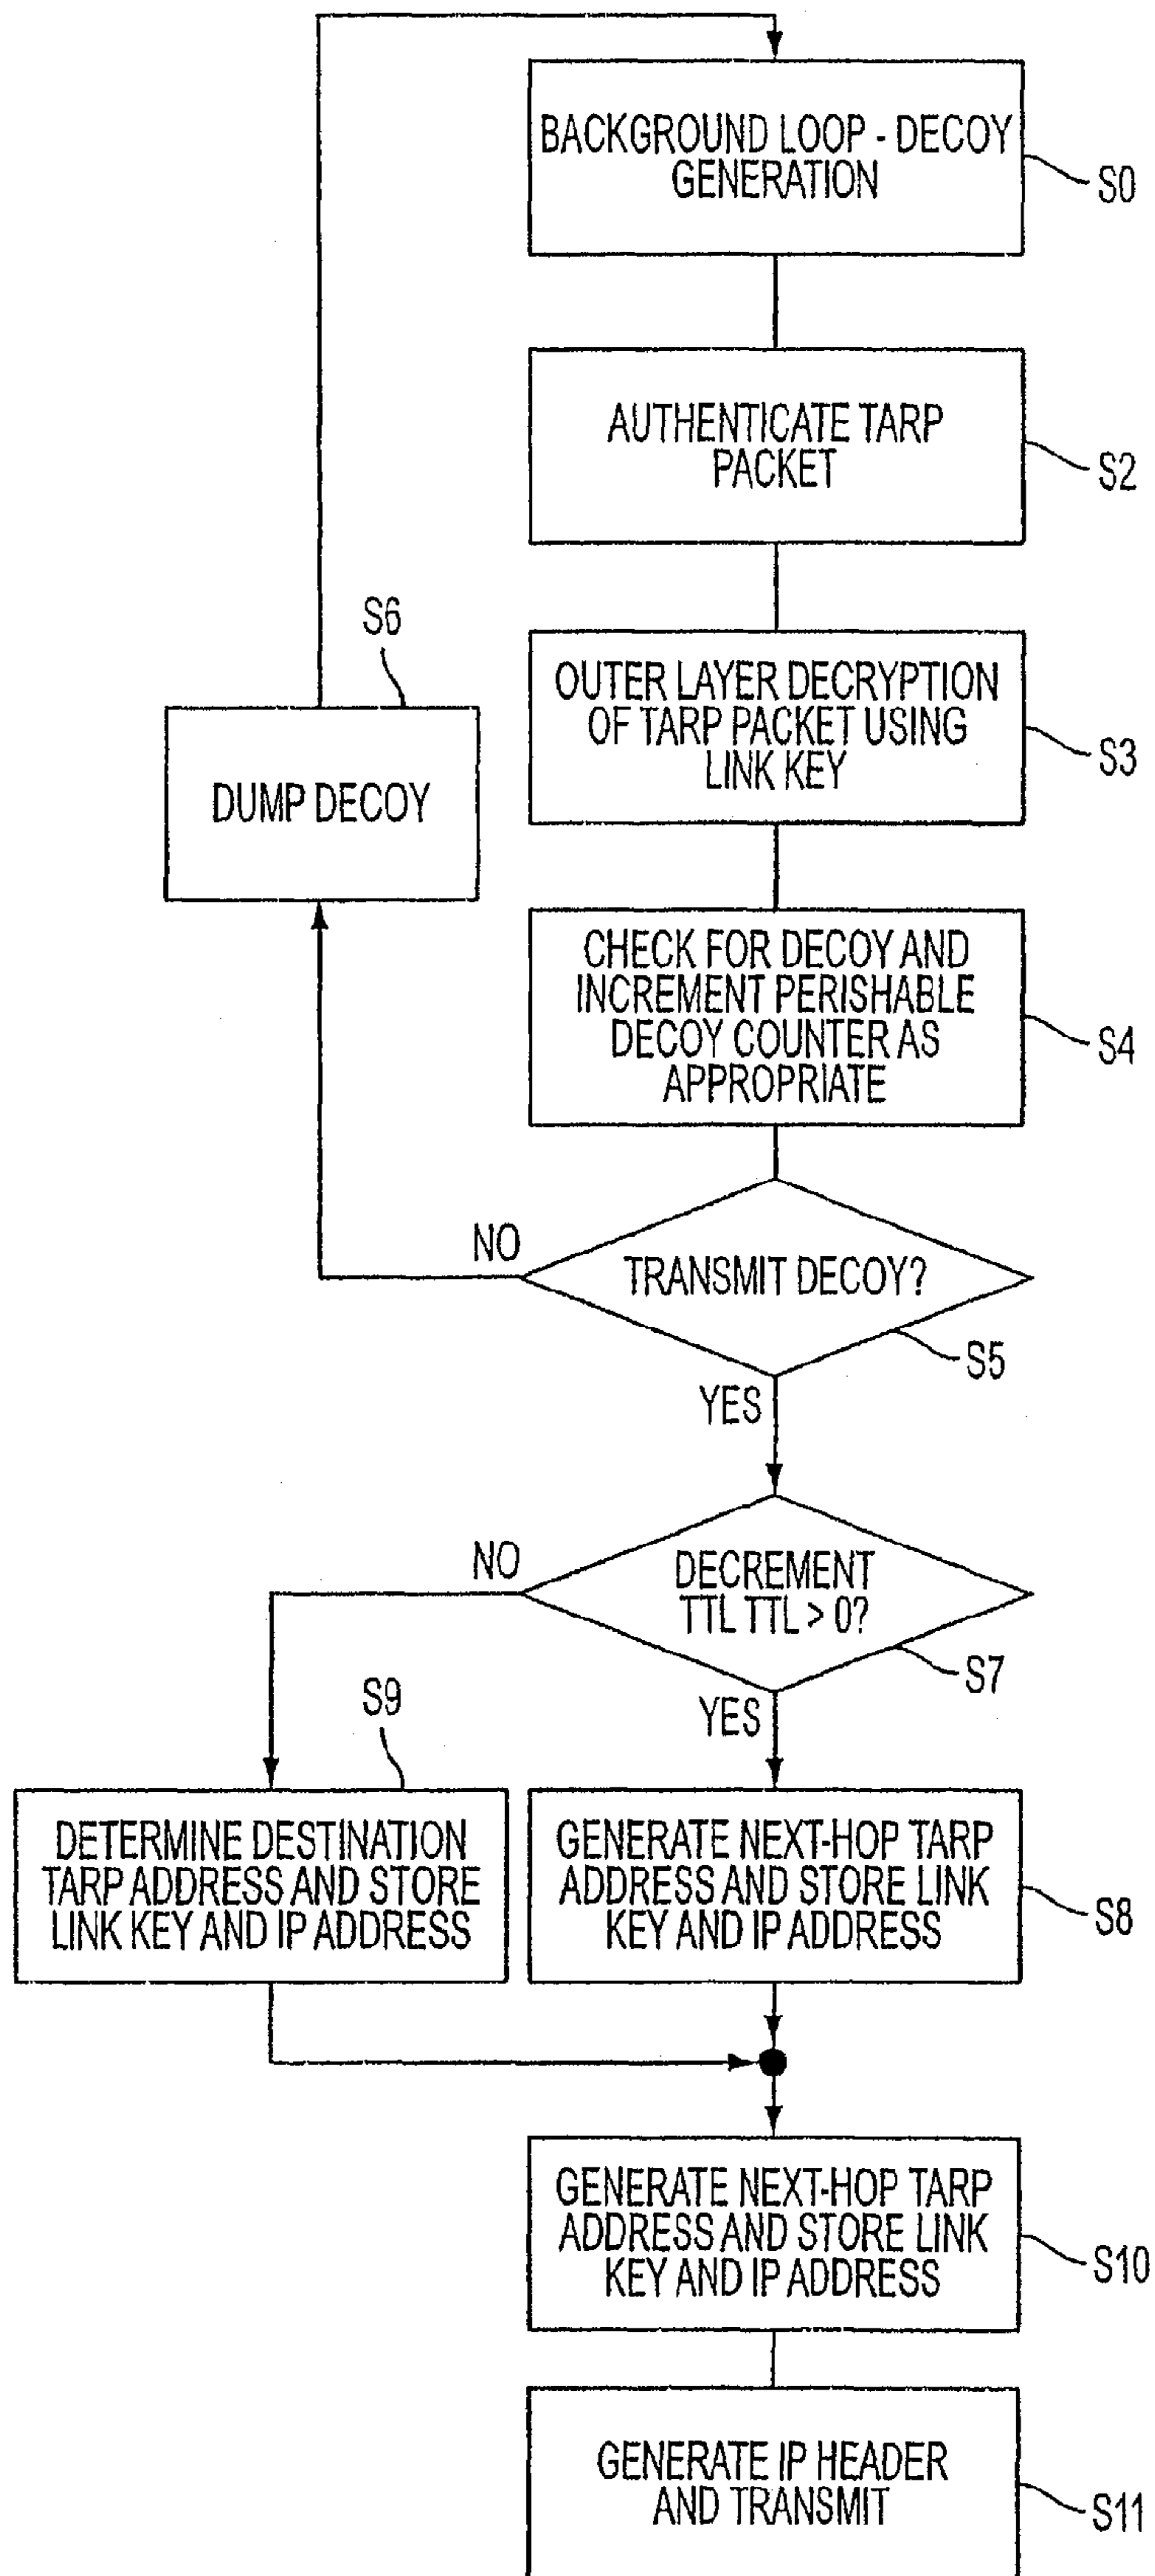 BACKGROUND LOOP - DECOY
GENERATION
S0
AUTHENTICATE TARP
PACKET
S2
OUTER LAYER DECRYPTION
OF TARP PACKET USING
LINK KEY
S3
S6
DUMP DECOY
CHECK FOR DECOY AND
INCREMENT PERISHABLE
DECOY COUNTER AS
APPROPRIATE
S4
NO
TRANSMIT DECOY?
S5
YES
NO
DECREMENT
TTL TTL > 0?
S7
YES
S9
DETERMINE DESTINATION
TARP ADDRESS AND STORE
LINK KEY AND IP ADDRESS
GENERATE NEXT-HOP TARP
ADDRESS AND STORE LINK
KEY AND IP ADDRESS
S8
GENERATE NEXT-HOP TARP
ADDRESS AND STORE LINK
KEY AND IP ADDRESS
S10
GENERATE IP HEADER
AND TRANSMIT
S11